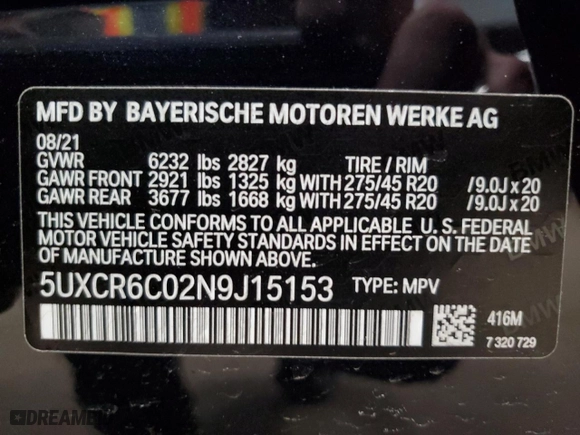 MFD BY BAYERISCHE MOTOREN WERKE AG
08/21
GVWR 6232 lbs 2827 kg TIRE / RIM
GAWR FRONT 2921 lbs 1325 kg WITH 275/45 R20 /9.0J x 20
GAWR REAR 3677 lbs 1668 kg WITH 275/45 R20 /9.0J x 20
THIS VEHICLE CONFORMS TO ALL APPLICABLE U. S. FEDERAL
MOTOR VEHICLE SAFETY STANDARDS IN EFFECT ON THE DATE
OF MANUFACTURE SHOWN ABOVE.
5UXCR6C02N9J15153 TYPE: MPV
416M
7 320 729
BMW